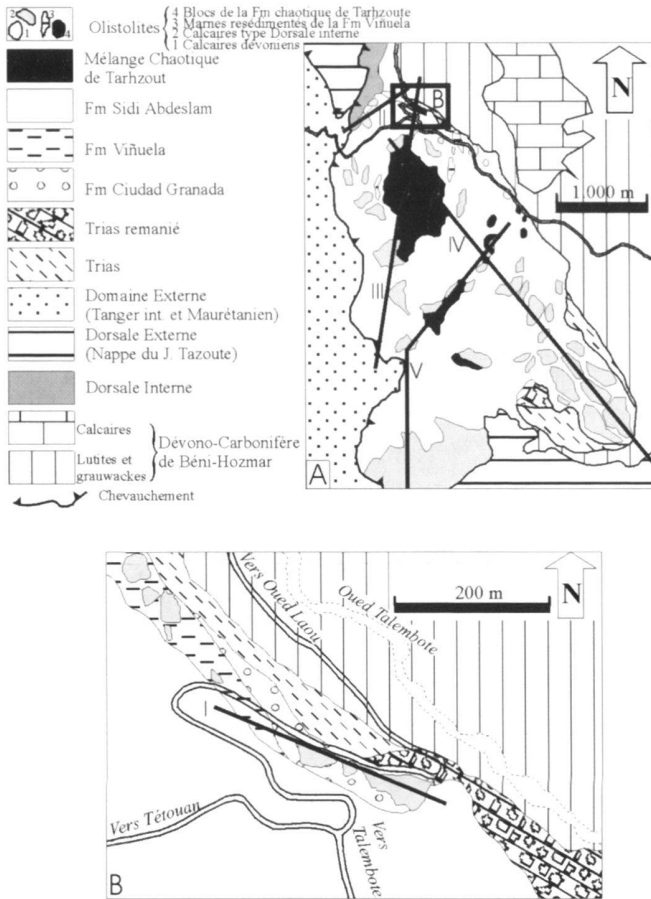 2
3
1
4
Olistolites
4 Blocs de la Fm chaotique de Tarhzoute
3 Marnes resédimentés de la Fm Viñuela
2 Calcaires type Dorsale interne
1 Calcaires dévoniens
Mélange Chaotique
de Tarhzout
Fm Sidi Abdeslam
Fm Viñuela
Fm Ciudad Granada
Trias remanié
Trias
Domaine Externe
(Tanger int. et Maurétanien)
Dorsale Externe
(Nappe du J. Tazoute)
Dorsale Interne
Calcaires
Dévono-Carbonifère
de Béni-Hozmar
Lutites et
grauwackes
Chevauchement
B
N
1.000 m
IV
III
V
A
Vers Oued Laou
Oued Talembote
200 m
N
I
Vers Tétouan
Vers
Talembote
B